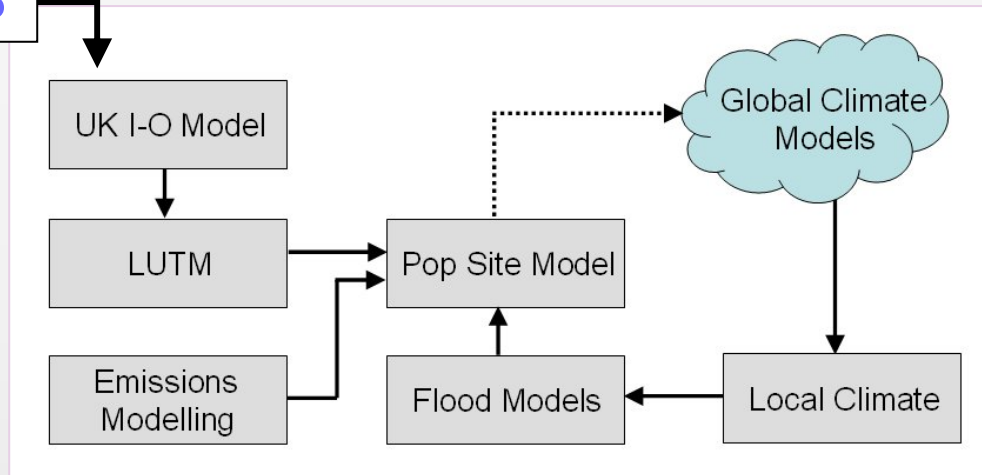 UK I-O Model
Global Climate
Models
LUTM
Pop Site Model
Emissions
Modelling
Flood Models
Local Climate